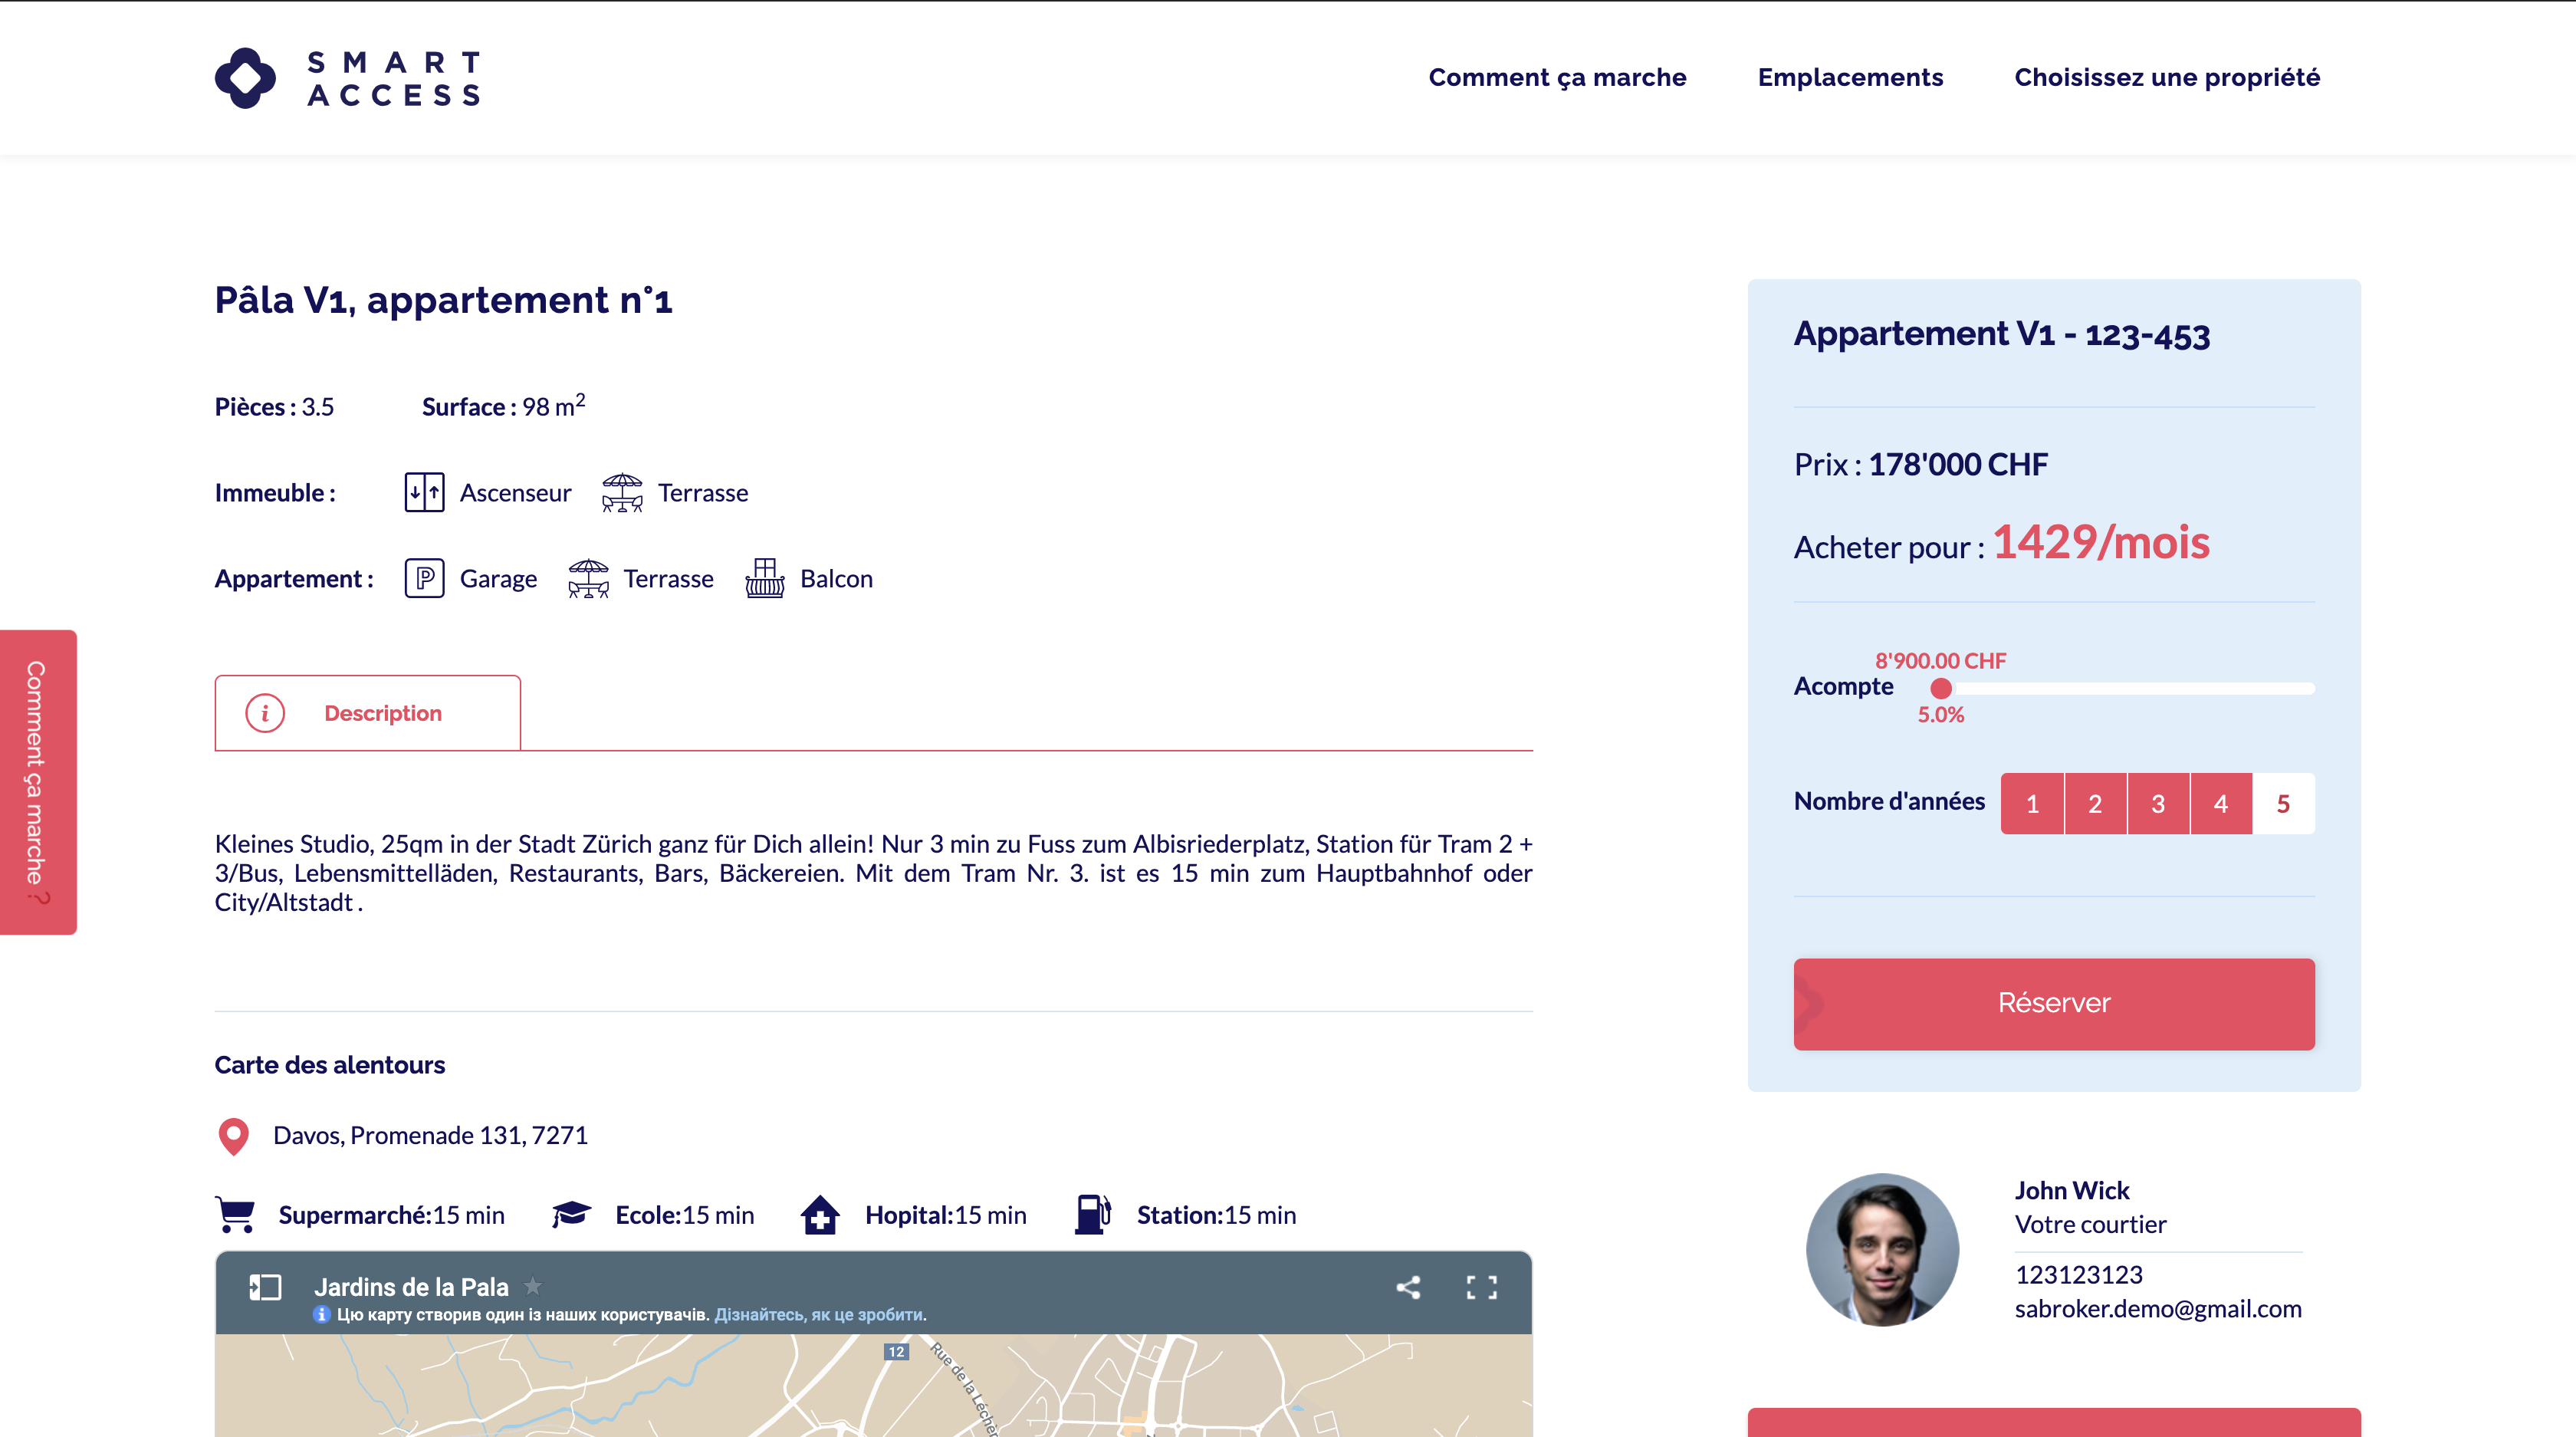 SMART
ACCESS
Comment ça marche
Emplacements
Choisissez une propriété
Pâla V1, appartement n°1
Pièces : 3.5
Surface : 98 m²
Immeuble :
Ascenseur
Terrasse
Appartement :
P
Garage
Terrasse
Balcon
Comment ça marche ?
i
Description
Kleines Studio, 25qm in der Stadt Zürich ganz für Dich allein! Nur 3 min zu Fuss zum Albisriederplatz, Station für Tram 2 +
3/Bus, Lebensmittelläden, Restaurants, Bars, Bäckereien. Mit dem Tram Nr. 3. ist es 15 min zum Hauptbahnhof oder
City/Altstadt .
Carte des alentours
Davos, Promenade 131, 7271
Supermarché:15 min
Ecole:15 min
Hopital:15 min
Station:15 min
Jardins de la Pala
Цю карту створив один із наших користувачів. Дізнайтесь, як це зробити.
12
Rue de la Léchère
Appartement V1 - 123-453
Prix : 178'000 CHF
Acheter pour : 1429/mois
8'900.00 CHF
Acompte
5.0%
Nombre d'années
1 2 3 4 5
Réserver
John Wick
Votre courtier
123123123
sabroker.demo@gmail.com